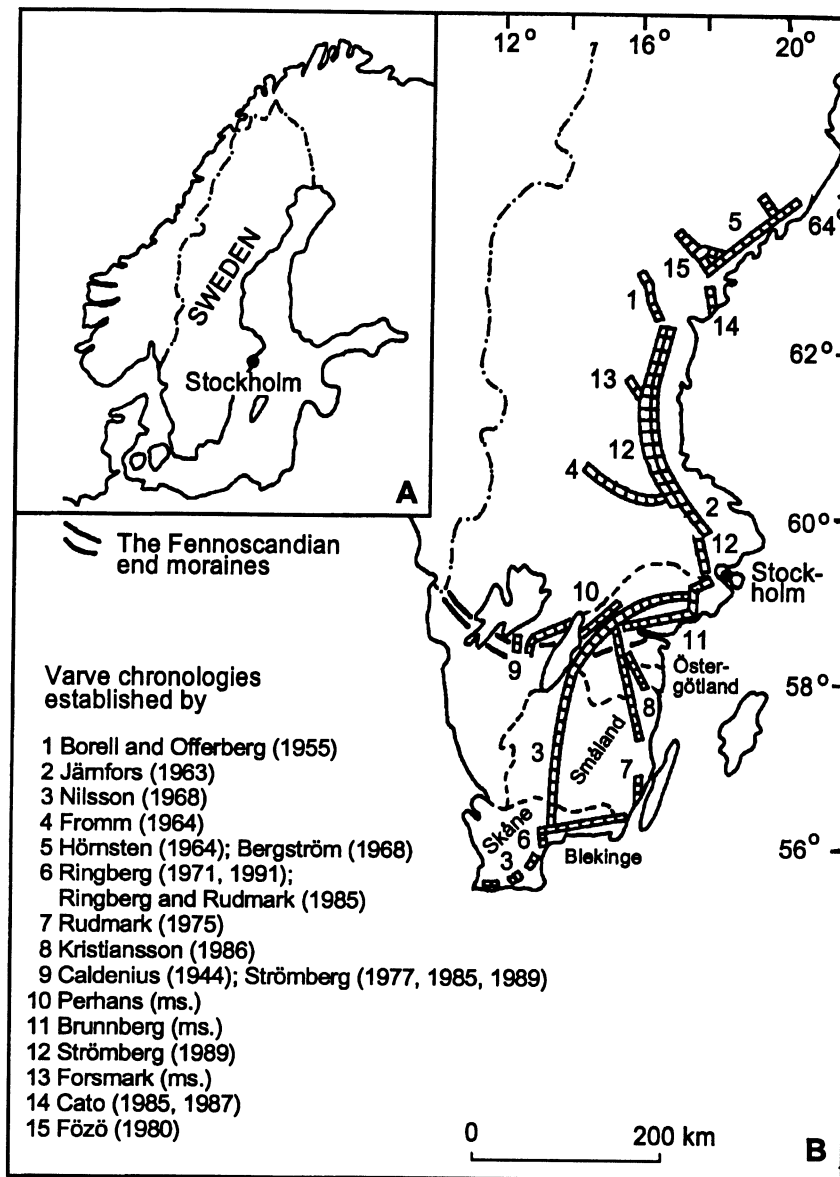 12° 16° 20°
SWEDEN
Stockholm
A
5
64
15
1
14
62°
13
12
4
2
60°
12
Stock-
holm
The Fennoscandian
end moraines
10
11
9
Öster-
götland
58°
8
Småland
3
7
Skåne
6
Blekinge
56°
3
Varve chronologies
established by
1 Borell and Offerberg (1955)
2 Järnfors (1963)
3 Nilsson (1968)
4 Fromm (1964)
5 Hörnsten (1964); Bergström (1968)
6 Ringberg (1971, 1991);
Ringberg and Rudmark (1985)
7 Rudmark (1975)
8 Kristiansson (1986)
9 Caldenius (1944); Strömberg (1977, 1985, 1989)
10 Perhans (ms.)
11 Brunnberg (ms.)
12 Strömberg (1989)
13 Forsmark (ms.)
14 Cato (1985, 1987)
15 Fözö (1980)
0 200 km
B